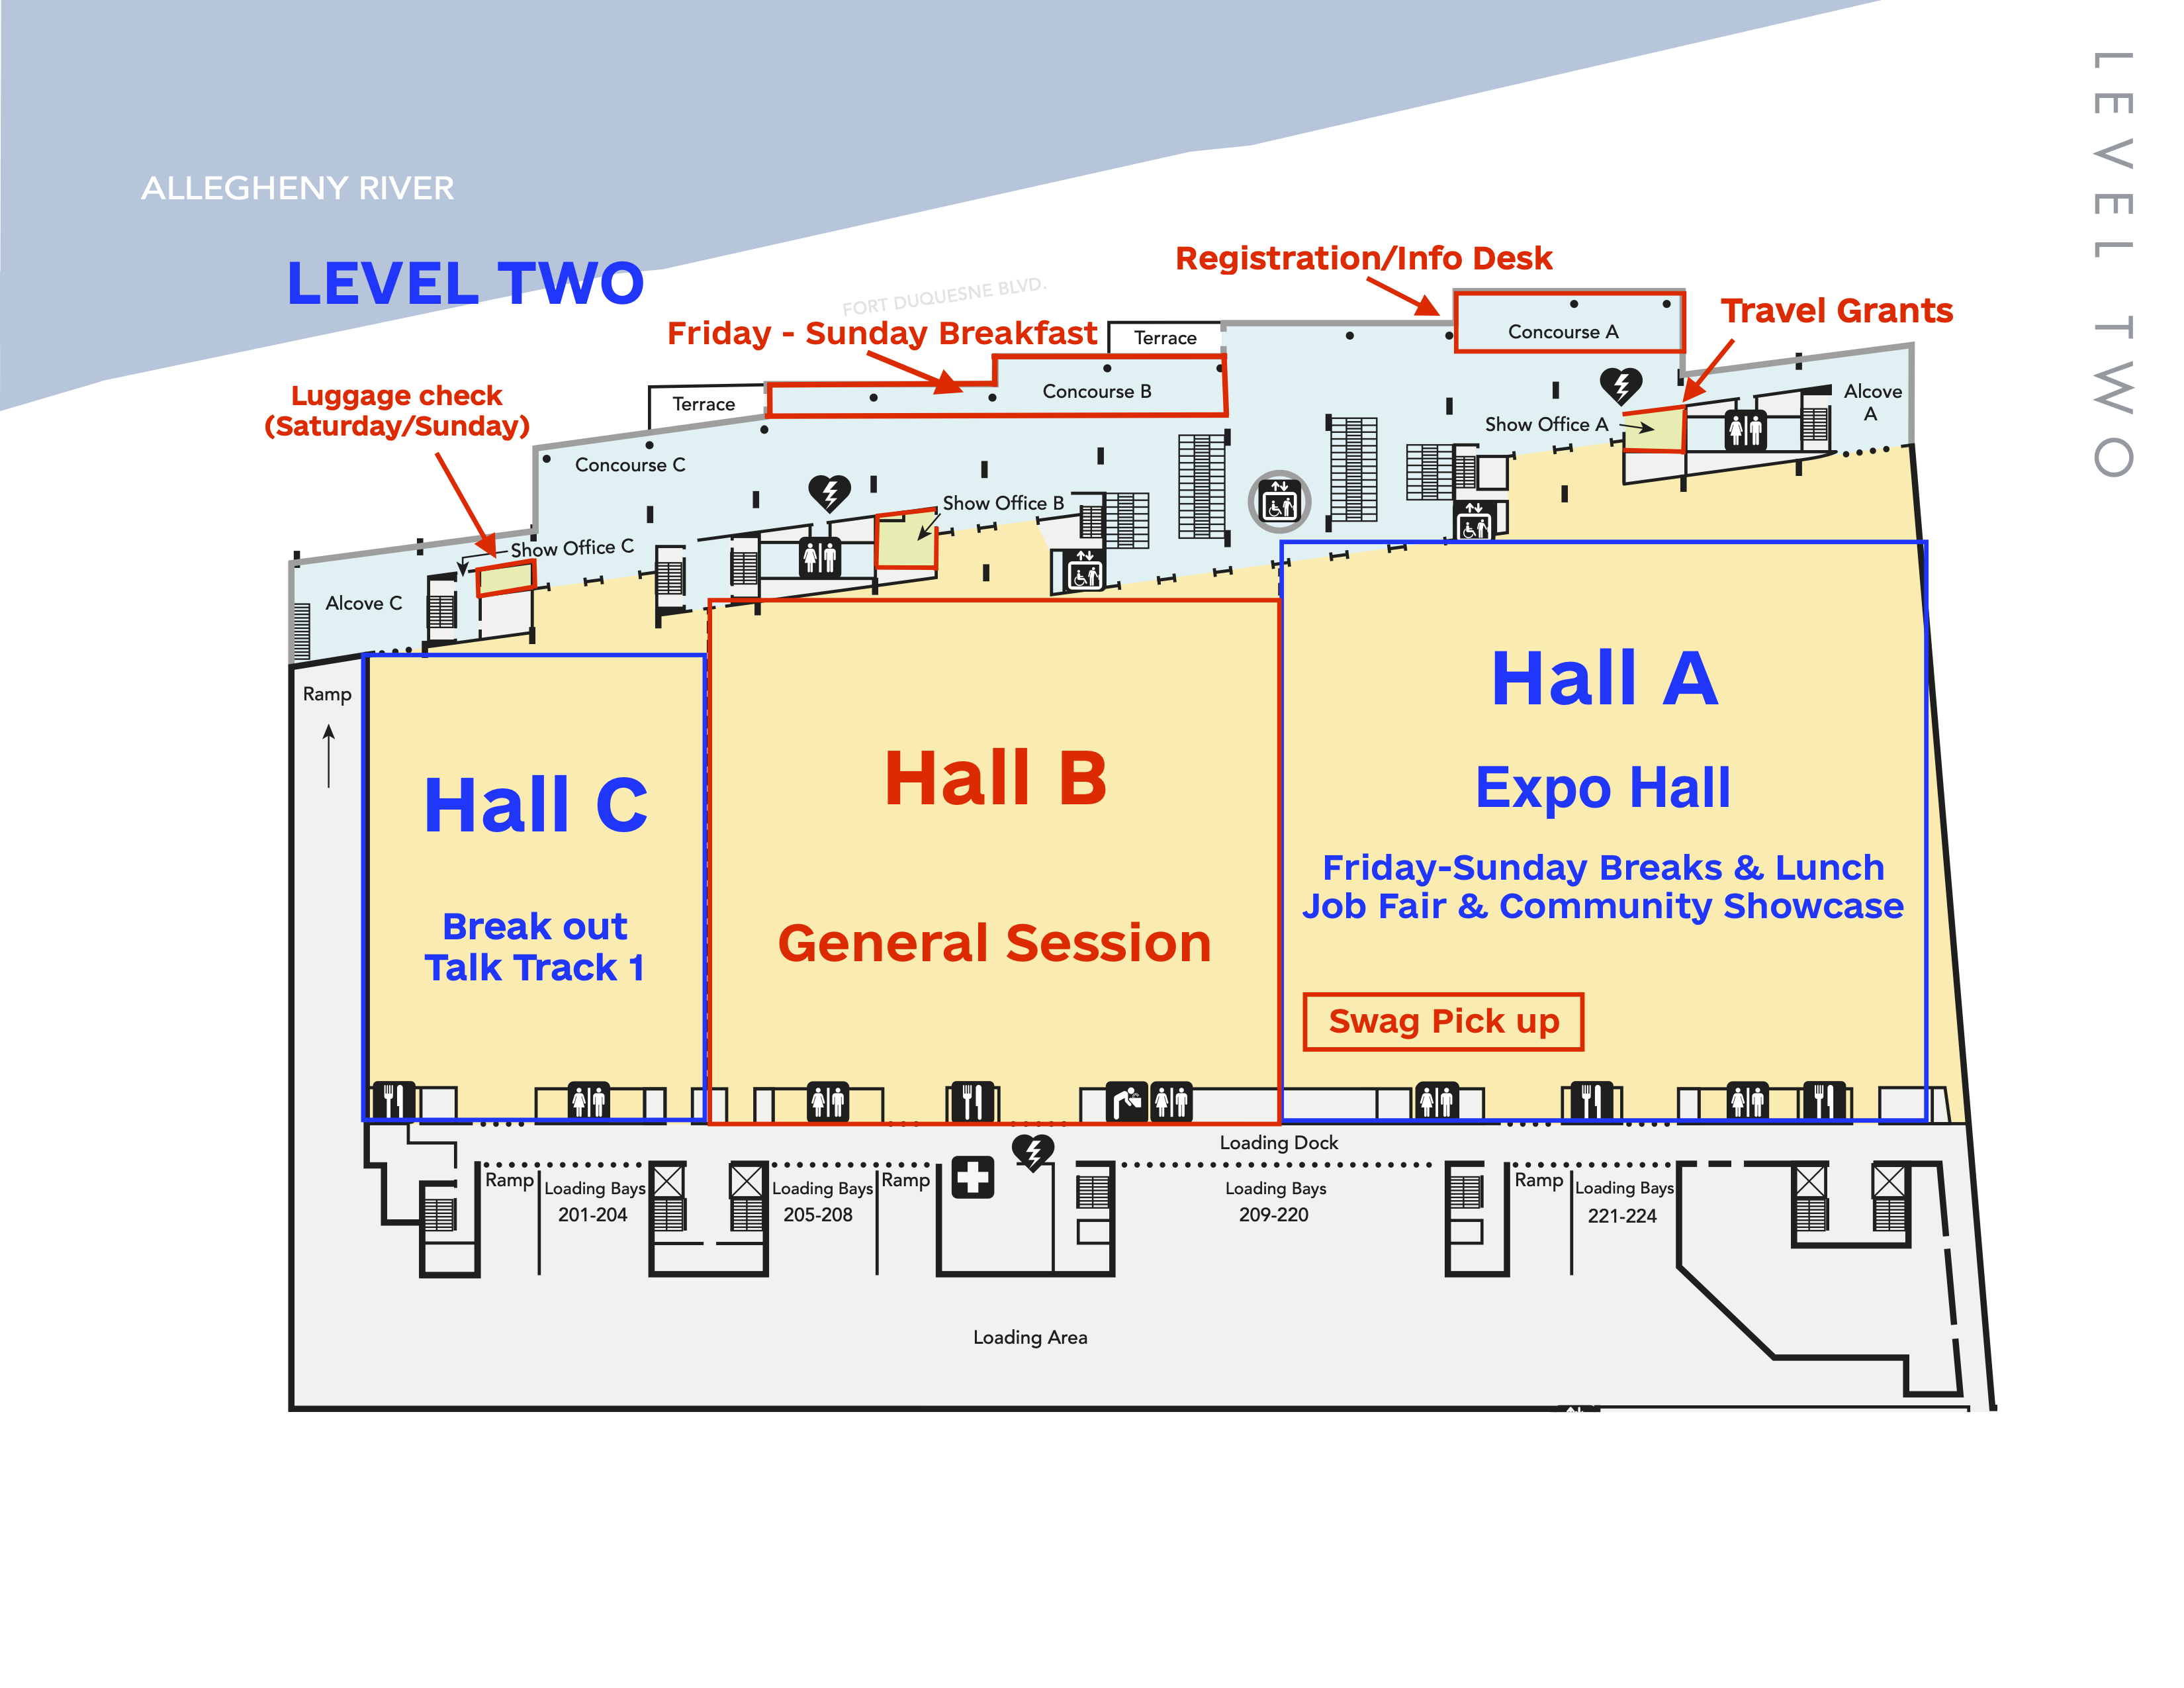 LEVEL TWO
ALLEGHENY RIVER
LEVEL TWO
FORT DUQUESNE BLVD.
Registration/Info Desk
Travel Grants
Friday - Sunday Breakfast
Terrace
Concourse A
Luggage check
(Saturday/Sunday)
Terrace
Concourse B
Alcove
A
Show Office A
Concourse C
Show Office B
Show Office C
Alcove C
Ramp
Hall A
Expo Hall
Friday-Sunday Breaks & Lunch
Job Fair & Community Showcase
Swag Pick up
Hall B
General Session
Hall C
Break out
Talk Track 1
Loading Dock
Ramp
Loading Bays
201-204
Loading Bays
205-208
Ramp
Loading Bays
209-220
Ramp
Loading Bays
221-224
Loading Area